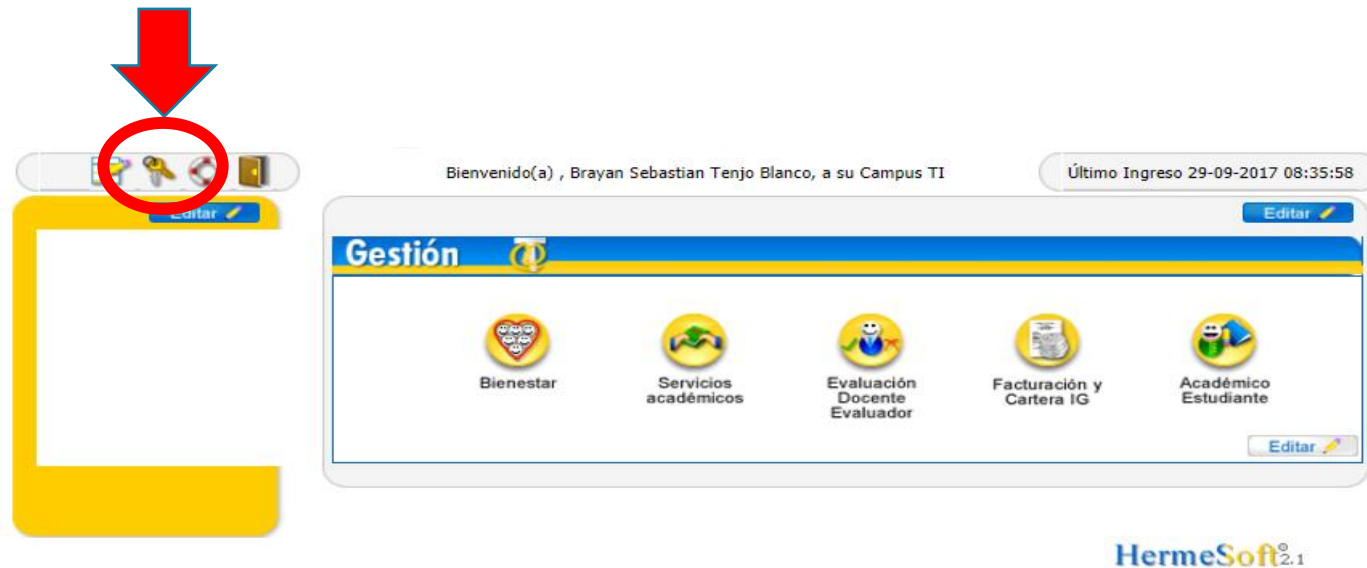 Bienvenido(a) , Brayan Sebastian Tenjo Blanco, a su Campus TI
Último Ingreso 29-09-2017 08:35:58
Editar
Editar
Gestión
Bienestar
Servicios
académicos
Evaluación
Docente
Evaluador
Facturación y
Cartera IG
Académico
Estudiante
Editar
HermeSoft® 2.1